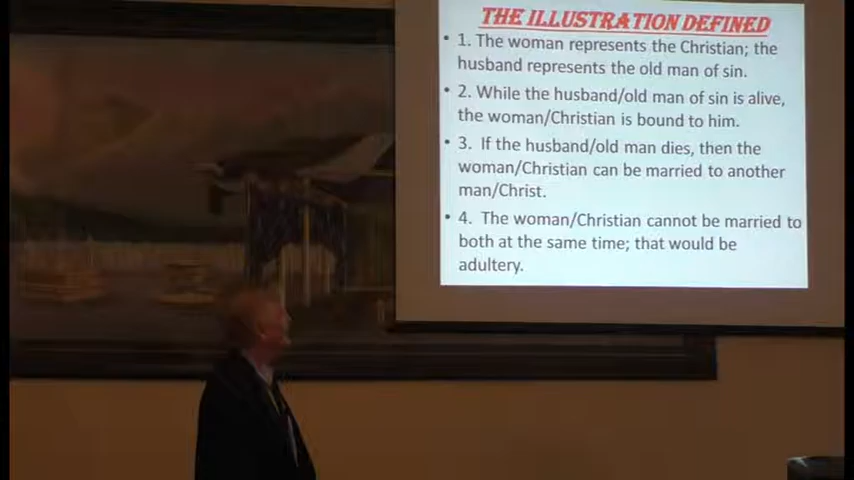 THE ILLUSTRATION DEFINED
• 1. The woman represents the Christian; the
husband represents the old man of sin.
• 2. While the husband/old man of sin is alive,
the woman/Christian is bound to him.
• 3. If the husband/old man dies, then the
woman/Christian can be married to another
man/Christ.
• 4. The woman/Christian cannot be married to
both at the same time; that would be
adultery.